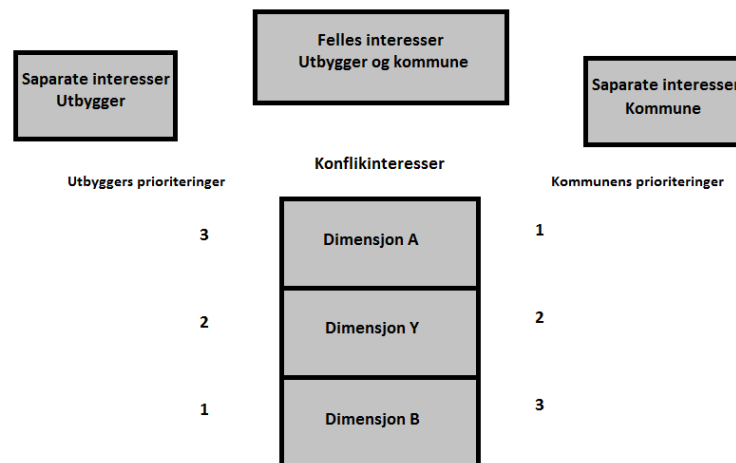 Felles interesser
Utbygger og kommune
Saparate interesser
Utbygger
Saparate interesser
Kommune
Konflikinteresser
Utbyggers prioriteringer
Kommunens prioriteringer
3
Dimensjon A
1
2
Dimensjon Y
2
1
Dimensjon B
3